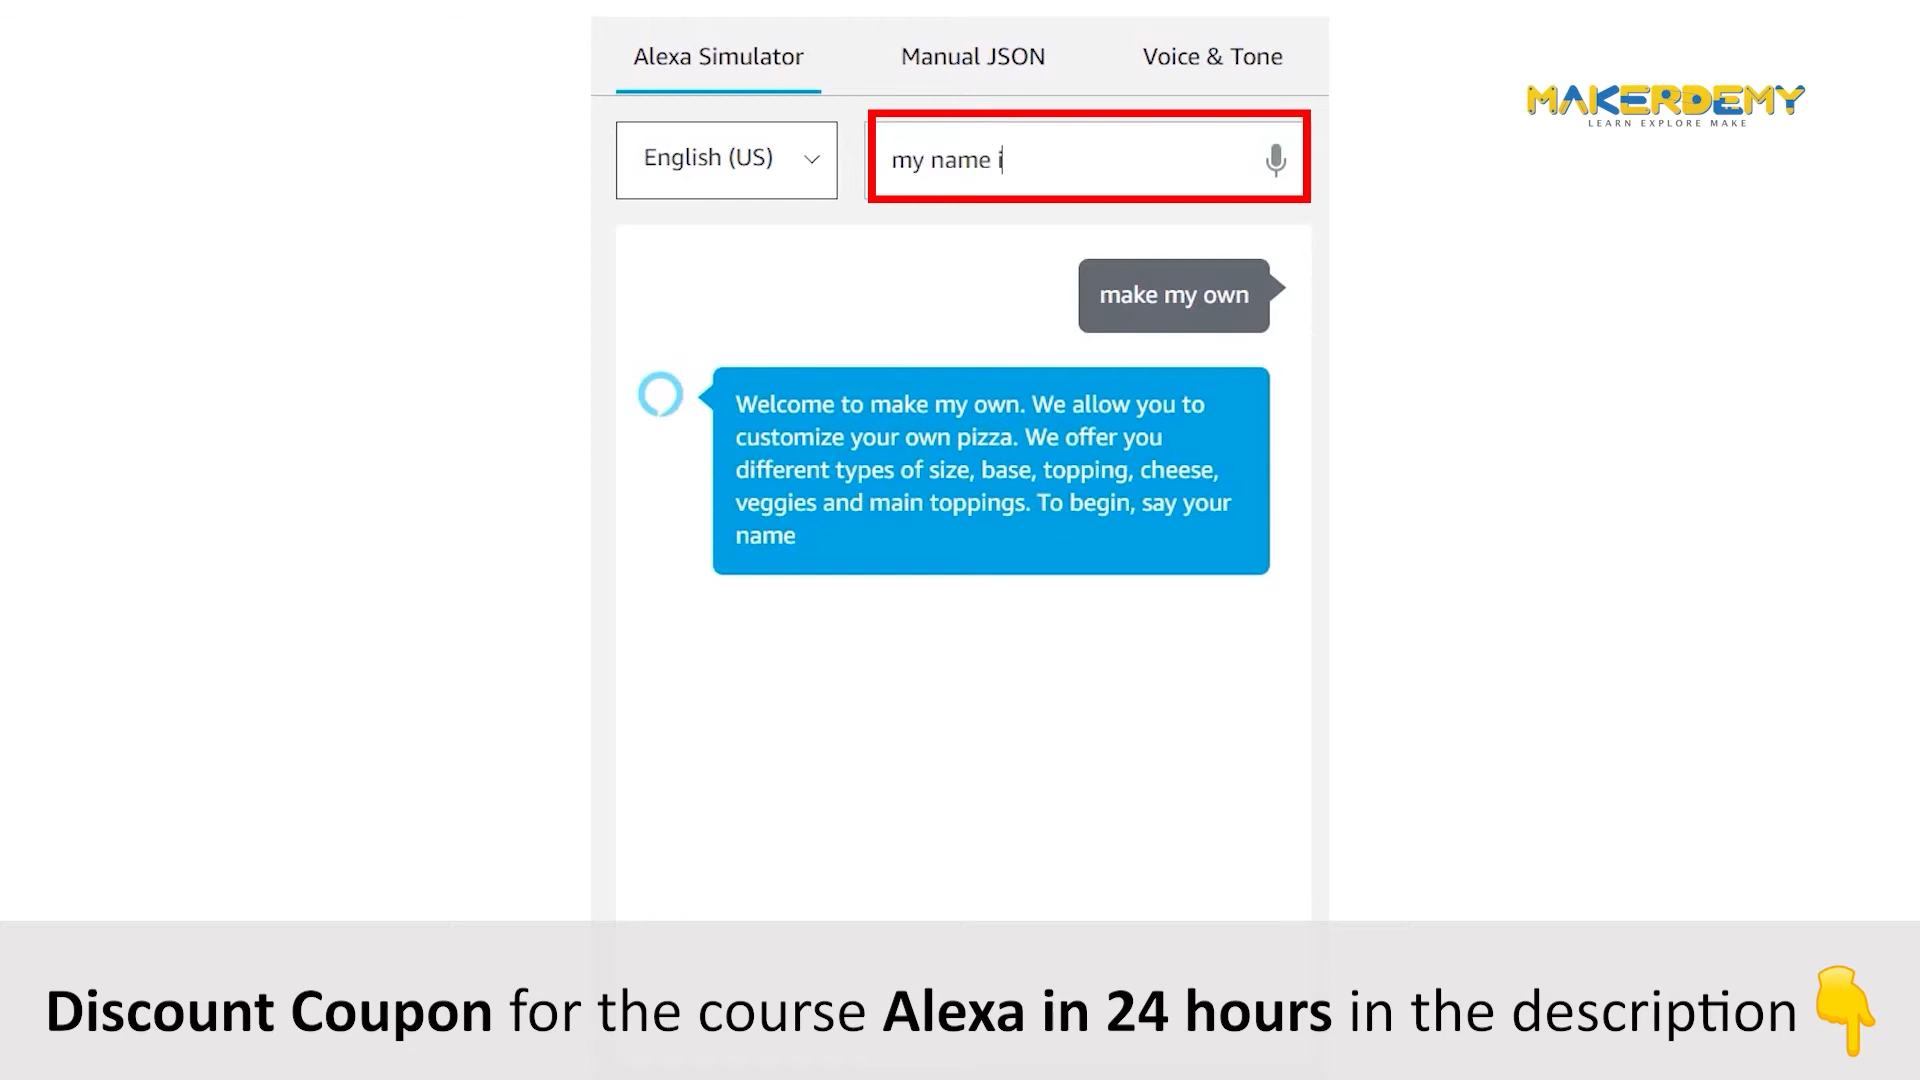 Alexa Simulator
Manual JSON
Voice & Tone
MAKERDEMY
LEARN EXPLORE MAKE
English (US)
my name i
make my own
Welcome to make my own. We allow you to
customize your own pizza. We offer you
different types of size, base, topping, cheese,
veggies and main toppings. To begin, say your
name
Discount Coupon for the course Alexa in 24 hours in the description